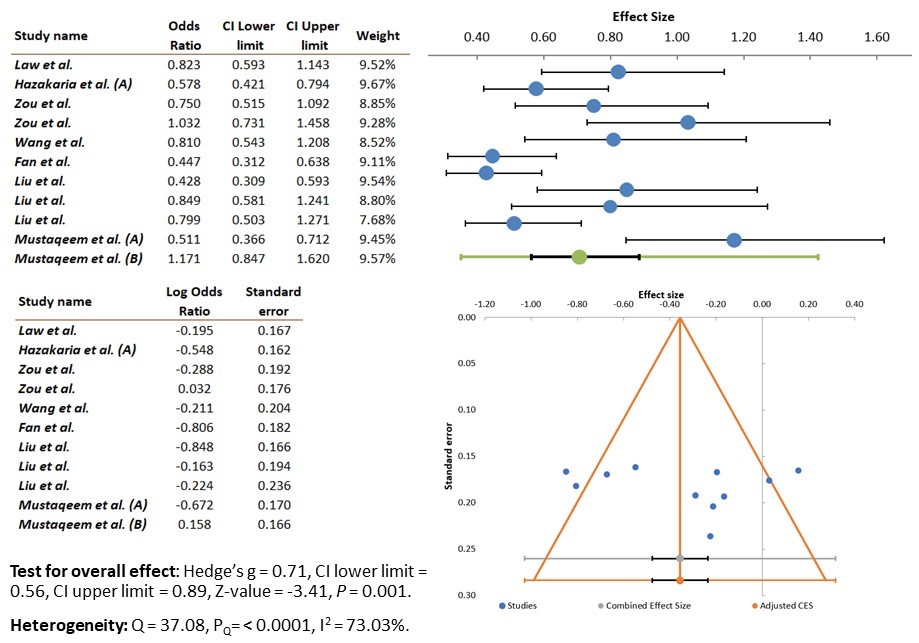 Study name Odds Ratio CI Lower limit CI Upper limit Weight
Law et al. 0.823 0.593 1.143 9.52%
Hazakaria et al. (A) 0.578 0.421 0.794 9.67%
Zou et al. 0.750 0.515 1.092 8.85%
Zou et al. 1.032 0.731 1.458 9.28%
Wang et al. 0.810 0.543 1.208 8.52%
Fan et al. 0.447 0.312 0.638 9.11%
Liu et al. 0.428 0.309 0.593 9.54%
Liu et al. 0.849 0.581 1.241 8.80%
Liu et al. 0.799 0.503 1.271 7.68%
Mustaqeem et al. (A) 0.511 0.366 0.712 9.45%
Mustaqeem et al. (B) 1.171 0.847 1.620 9.57%
Effect Size
0.40 0.60 0.80 1.00 1.20 1.40 1.60
Study name Log Odds Ratio Standard error
Law et al. -0.195 0.167
Hazakaria et al. (A) -0.548 0.162
Zou et al. -0.288 0.192
Zou et al. 0.032 0.176
Wang et al. -0.211 0.204
Fan et al. -0.806 0.182
Liu et al. -0.848 0.166
Liu et al. -0.163 0.194
Liu et al. -0.224 0.236
Mustaqeem et al. (A) -0.672 0.170
Mustaqeem et al. (B) 0.158 0.166
Effect size
-1.20 -1.00 -0.80 -0.60 -0.40 -0.20 0.00 0.20 0.40
Standard error
0.00
0.05
0.10
0.15
0.20
0.25
0.30
Studies Combined Effect Size Adjusted CES
Test for overall effect: Hedge's g = 0.71, CI lower limit =
0.56, CI upper limit = 0.89, Z-value = -3.41, P = 0.001.
Heterogeneity: Q = 37.08, PQ= < 0.0001, I² = 73.03%.